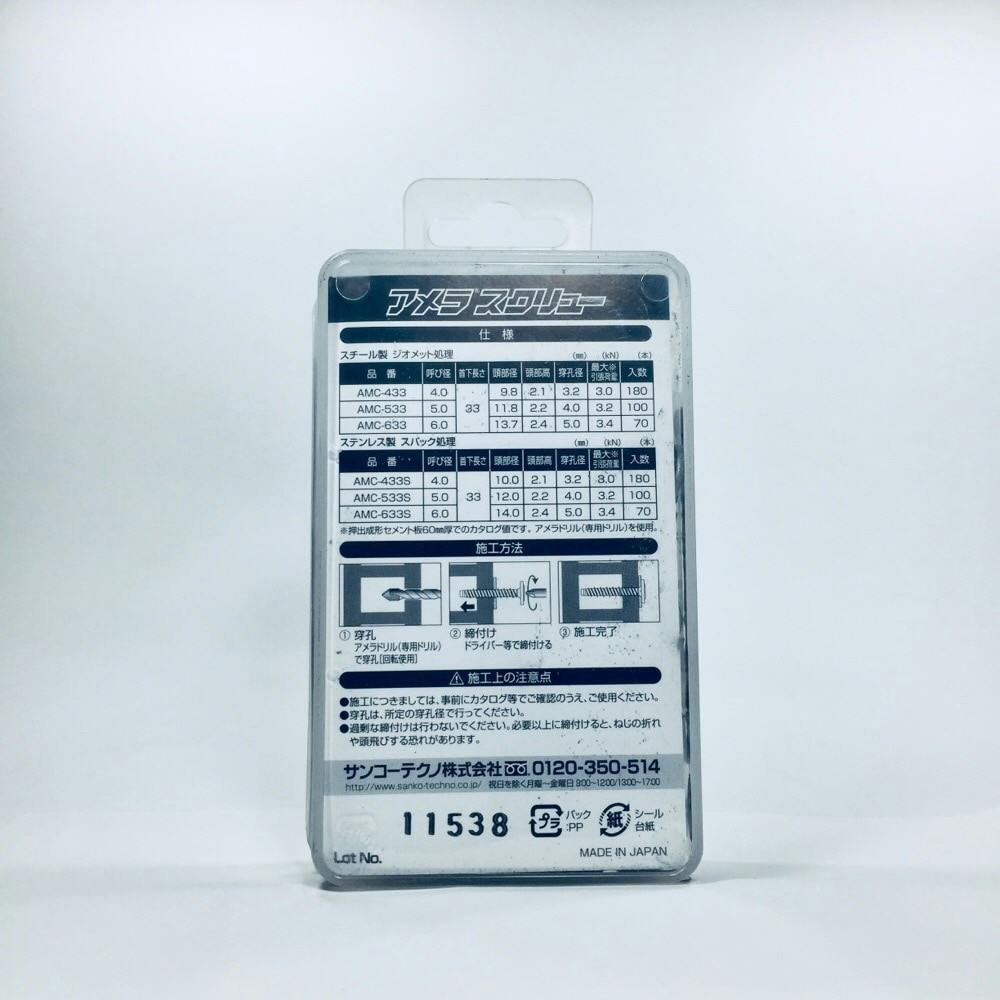 アメラスクリュー
仕様
スチール製 ジオメット処理 (㎜) (kN) (本)
品番 呼び径 首下長さ 頭部径 頭部高 穿孔径 最大※引張荷重 入数
AMC-433 4.0 33 9.8 2.1 3.2 3.0 180
AMC-533 5.0 11.8 2.2 4.0 3.2 100
AMC-633 6.0 13.7 2.4 5.0 3.4 70
ステンレス製 スパック処理 (㎜) (kN) (本)
品番 呼び径 首下長さ 頭部径 頭部高 穿孔径 最大※引張荷重 入数
AMC-433S 4.0 33 10.0 2.1 3.2 3.0 180
AMC-533S 5.0 12.0 2.2 4.0 3.2 100
AMC-633S 6.0 14.0 2.4 5.0 3.4 70
※押出成形セメント板60㎜厚でのカタログ値です。アメラドリル(専用ドリル)を使用。
施工方法
① 穿孔
アメラドリル(専用ドリル)
で穿孔[回転使用]
② 締付け
ドライバー等で締付ける
③ 施工完了
⚠ 施工上の注意点
●施工につきましては、事前にカタログ等でご確認のうえ、ご使用ください。
●穿孔は、所定の穿孔径で行ってください。
●過剰な締付けは行わないでください。必要以上に締付けると、ねじの折れ
や頭飛びする恐れがあります。
サンコーテクノ株式会社 0120-350-514
http://www.sanko-techno.co.jp/ 祝日を除く月曜～金曜日 8:00~12:00/13:00~17:00
11538 プラ パック:PP 紙 シール台紙
Lot No. MADE IN JAPAN